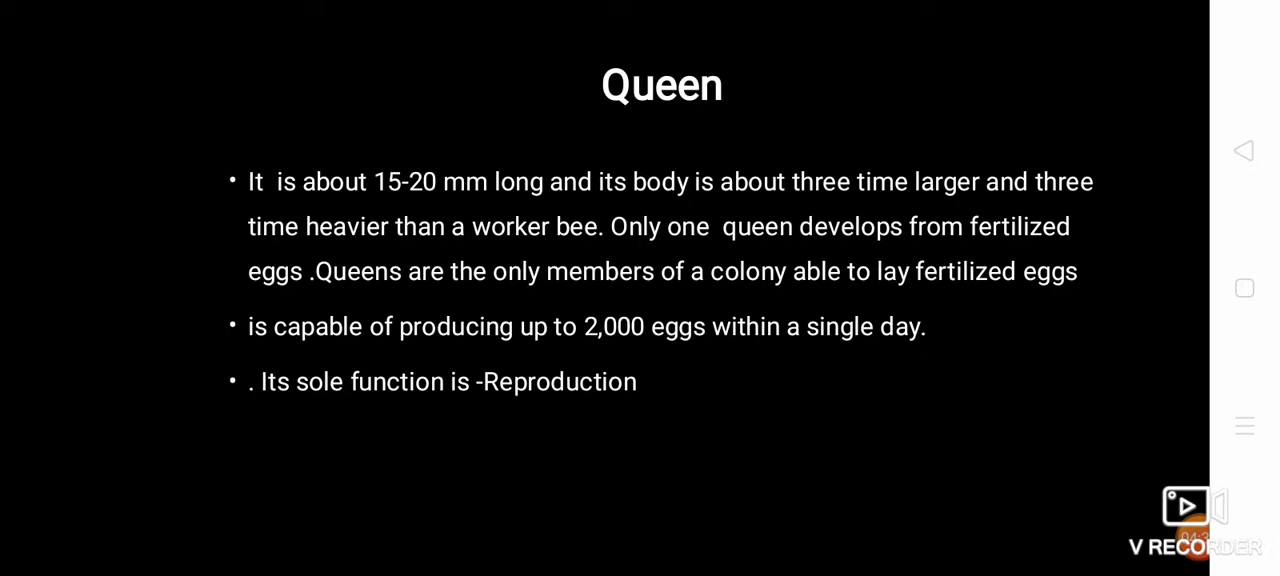 Queen
• It is about 15-20 mm long and its body is about three time larger and three
time heavier than a worker bee. Only one queen develops from fertilized
eggs .Queens are the only members of a colony able to lay fertilized eggs
• is capable of producing up to 2,000 eggs within a single day.
• . Its sole function is -Reproduction
V RECORDER